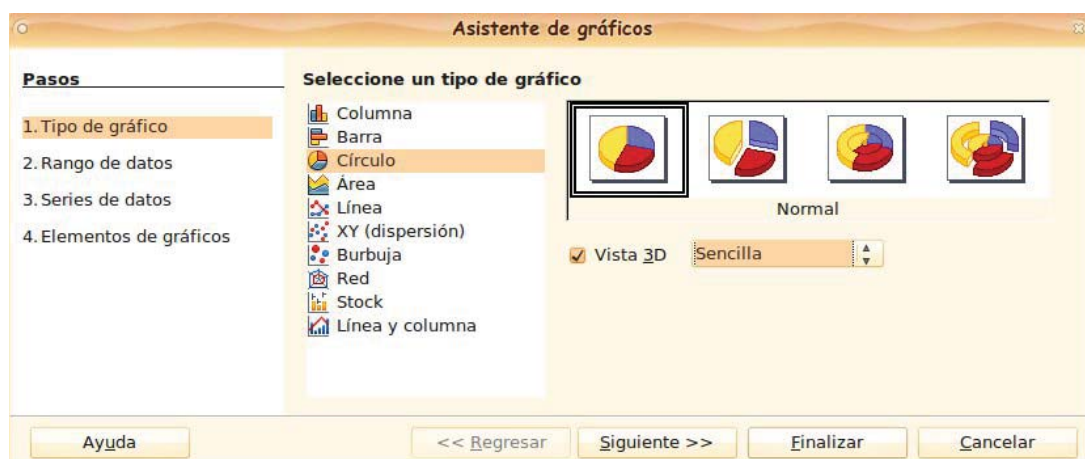 Asistente de gráficos
Pasos
1. Tipo de gráfico
2. Rango de datos
3. Series de datos
4. Elementos de gráficos
Seleccione un tipo de gráfico
Columna
Barra
Círculo
Área
Línea
XY (dispersión)
Burbuja
Red
Stock
Línea y columna
Normal
Vista 3D Sencilla
Ayuda << Regresar Siguiente >> Finalizar Cancelar